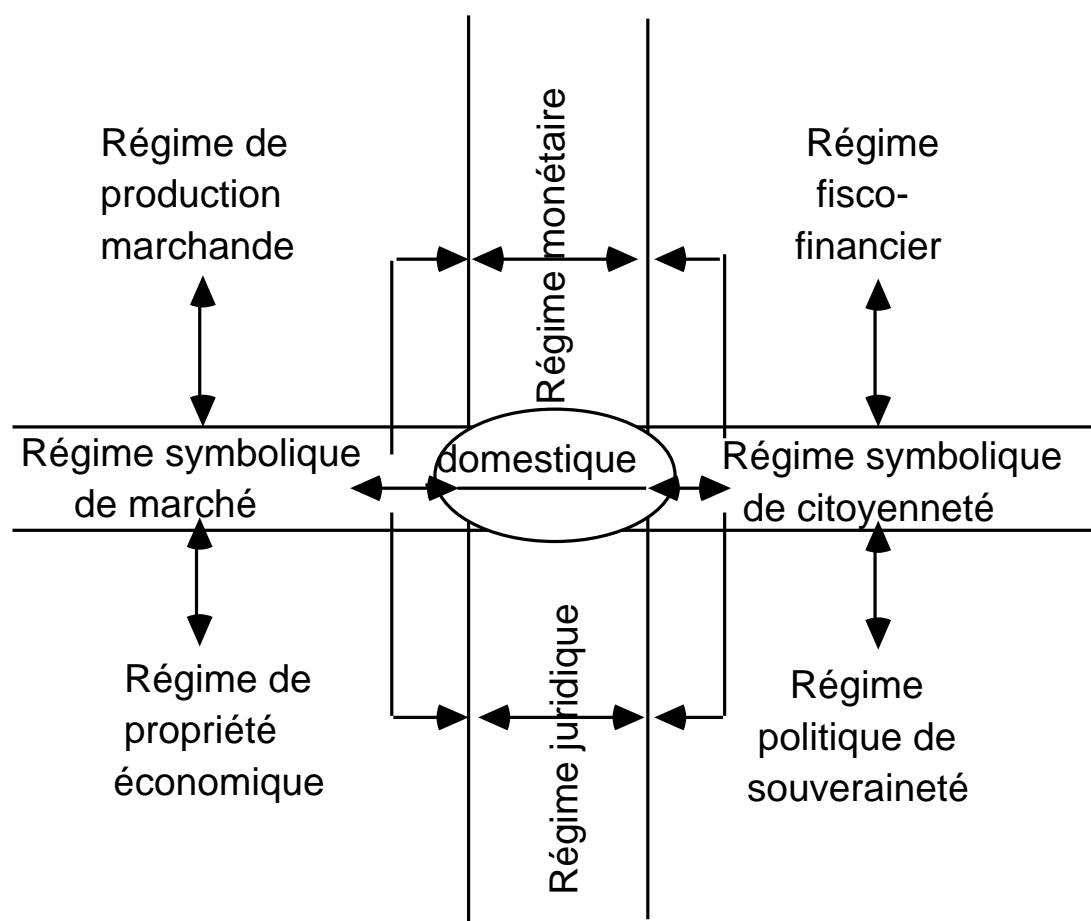 Régime de
production
marchande
Régime monétaire
Régime
fisco-
financier
Régime symbolique
de marché
domestique
Régime symbolique
de citoyenneté
Régime de
propriété
économique
Régime juridique
Régime
politique de
souveraineté